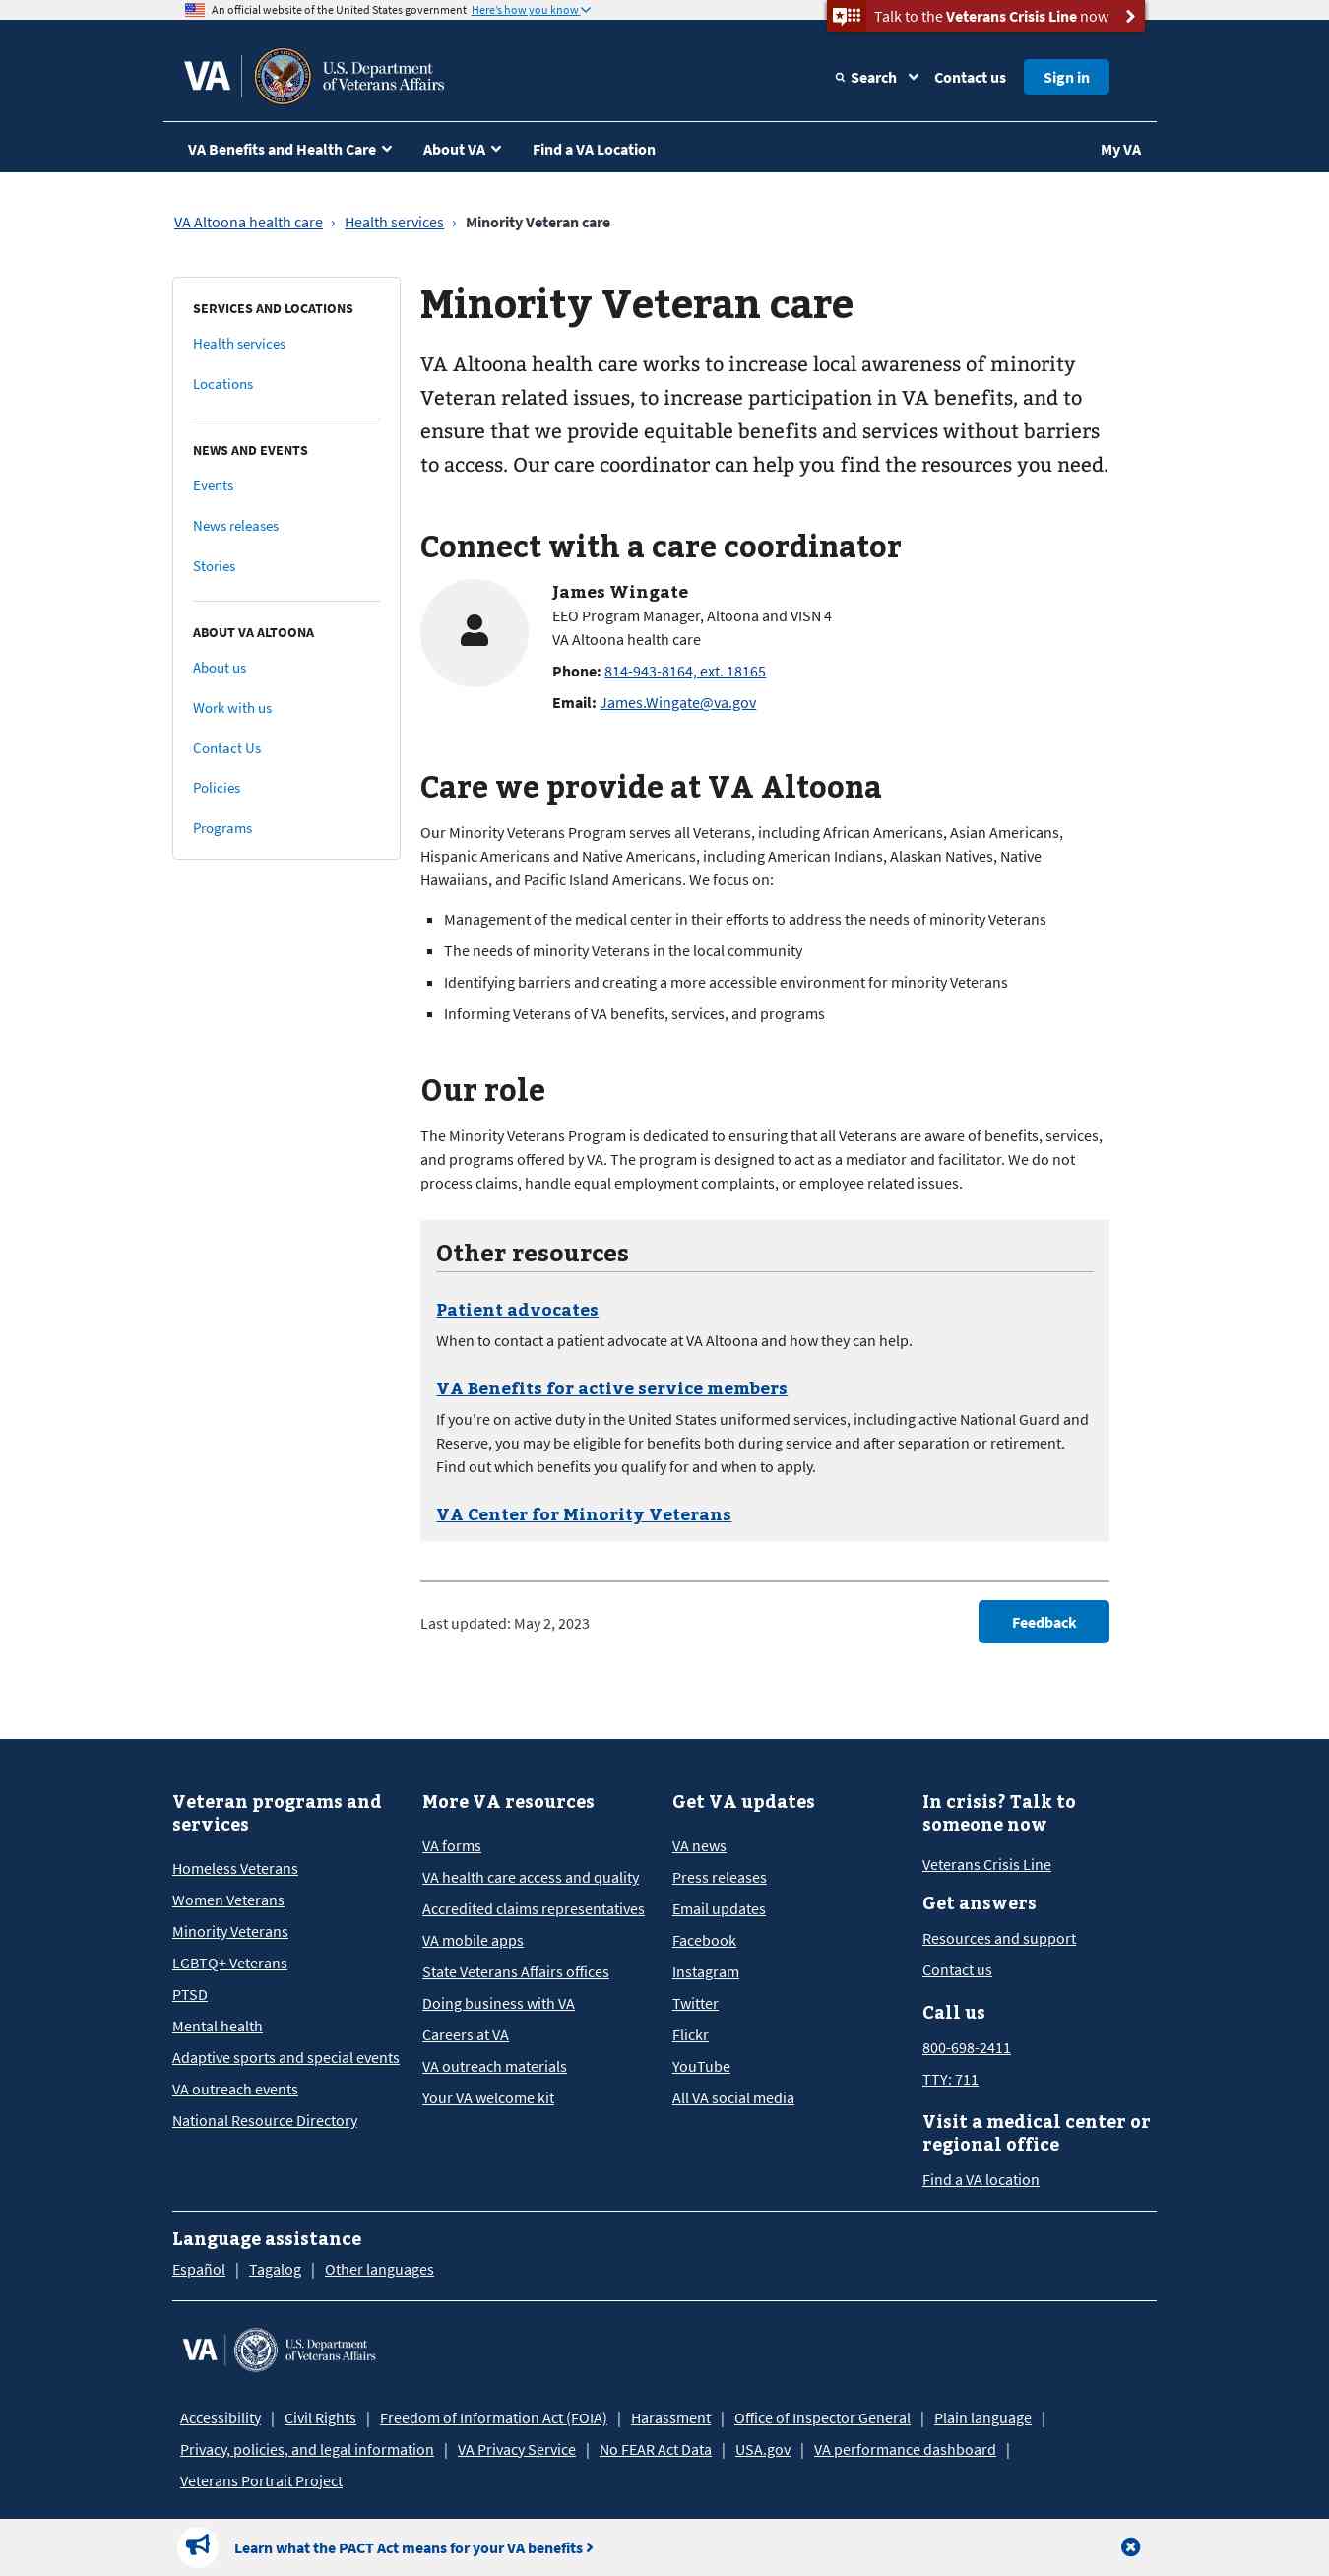 An official website of the United States government Here's how you know
Talk to the Veterans Crisis Line now
VA
U.S. Department
of Veterans Affairs
Search
Contact us
Sign in
VA Benefits and Health Care
About VA
Find a VA Location
My VA
VA Altoona health care › Health services › Minority Veteran care
SERVICES AND LOCATIONS
Health services
Locations
NEWS AND EVENTS
Events
News releases
Stories
ABOUT VA ALTOONA
About us
Work with us
Contact Us
Policies
Programs
Minority Veteran care
VA Altoona health care works to increase local awareness of minority
Veteran related issues, to increase participation in VA benefits, and to
ensure that we provide equitable benefits and services without barriers
to access. Our care coordinator can help you find the resources you need.
Connect with a care coordinator
James Wingate
EEO Program Manager, Altoona and VISN 4
VA Altoona health care
Phone: 814-943-8164, ext. 18165
Email: James.Wingate@va.gov
Care we provide at VA Altoona
Our Minority Veterans Program serves all Veterans, including African Americans, Asian Americans,
Hispanic Americans and Native Americans, including American Indians, Alaskan Natives, Native
Hawaiians, and Pacific Island Americans. We focus on:
Management of the medical center in their efforts to address the needs of minority Veterans
The needs of minority Veterans in the local community
Identifying barriers and creating a more accessible environment for minority Veterans
Informing Veterans of VA benefits, services, and programs
Our role
The Minority Veterans Program is dedicated to ensuring that all Veterans are aware of benefits, services,
and programs offered by VA. The program is designed to act as a mediator and facilitator. We do not
process claims, handle equal employment complaints, or employee related issues.
Other resources
Patient advocates
When to contact a patient advocate at VA Altoona and how they can help.
VA Benefits for active service members
If you're on active duty in the United States uniformed services, including active National Guard and
Reserve, you may be eligible for benefits both during service and after separation or retirement.
Find out which benefits you qualify for and when to apply.
VA Center for Minority Veterans
Last updated: May 2, 2023
Feedback
Veteran programs and
services
Homeless Veterans
Women Veterans
Minority Veterans
LGBTQ+ Veterans
PTSD
Mental health
Adaptive sports and special events
VA outreach events
National Resource Directory
More VA resources
VA forms
VA health care access and quality
Accredited claims representatives
VA mobile apps
State Veterans Affairs offices
Doing business with VA
Careers at VA
VA outreach materials
Your VA welcome kit
Get VA updates
VA news
Press releases
Email updates
Facebook
Instagram
Twitter
Flickr
YouTube
All VA social media
In crisis? Talk to
someone now
Veterans Crisis Line
Get answers
Resources and support
Contact us
Call us
800-698-2411
TTY: 711
Visit a medical center or
regional office
Find a VA location
Language assistance
Español | Tagalog | Other languages
VA
U.S. Department
of Veterans Affairs
Accessibility | Civil Rights | Freedom of Information Act (FOIA) | Harassment | Office of Inspector General | Plain language |
Privacy, policies, and legal information | VA Privacy Service | No FEAR Act Data | USA.gov | VA performance dashboard |
Veterans Portrait Project
Learn what the PACT Act means for your VA benefits